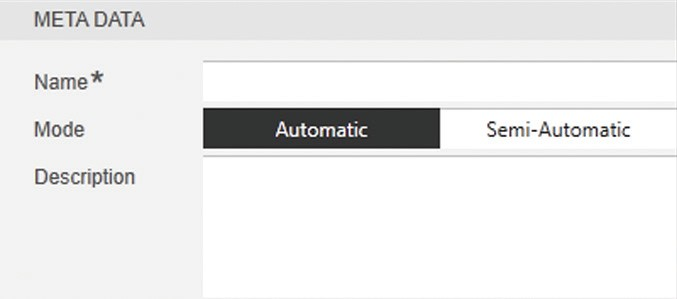 META DATA
Name*
Mode Automatic Semi-Automatic
Description